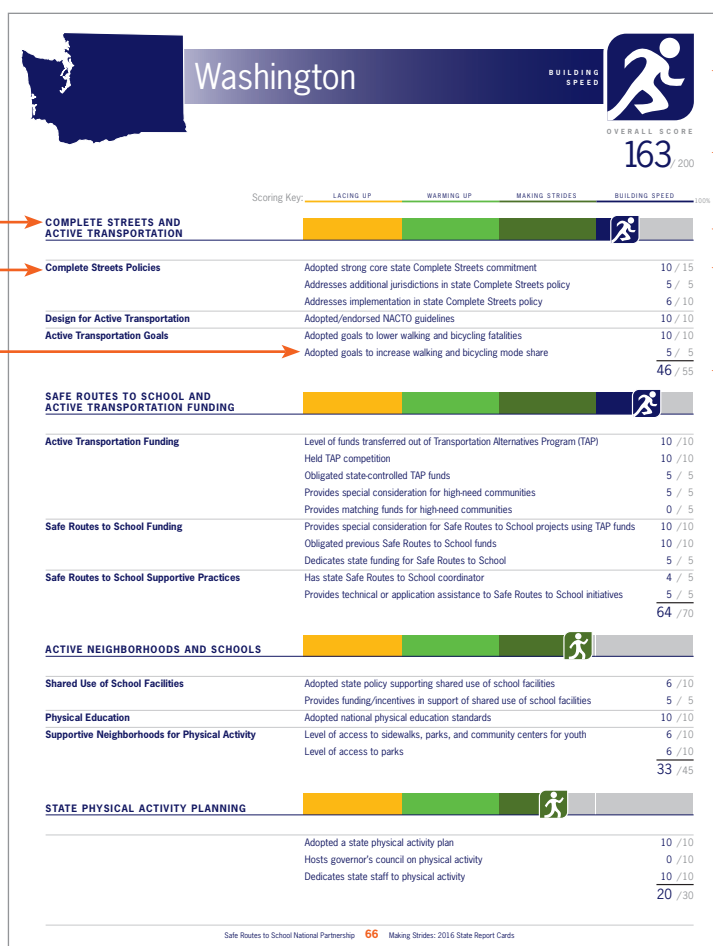 Washington
BUILDING
SPEED
OVERALL SCORE
163/ 200
Scoring Key: LACING UP WARMING UP MAKING STRIDES BUILDING SPEED 100%
COMPLETE STREETS AND
ACTIVE TRANSPORTATION
Complete Streets Policies Adopted strong core state Complete Streets commitment 10 / 15
Addresses additional jurisdictions in state Complete Streets policy 5 / 5
Addresses implementation in state Complete Streets policy 6 / 10
Design for Active Transportation Adopted/endorsed NACTO guidelines 10 / 10
Active Transportation Goals Adopted goals to lower walking and bicycling fatalities 10 / 10
Adopted goals to increase walking and bicycling mode share 5 / 5
46 / 55
SAFE ROUTES TO SCHOOL AND
ACTIVE TRANSPORTATION FUNDING
Active Transportation Funding Level of funds transferred out of Transportation Alternatives Program (TAP) 10 /10
Held TAP competition 10 /10
Obligated state-controlled TAP funds 5 / 5
Provides special consideration for high-need communities 5 / 5
Provides matching funds for high-need communities 0 / 5
Safe Routes to School Funding Provides special consideration for Safe Routes to School projects using TAP funds 10 /10
Obligated previous Safe Routes to School funds 10 /10
Dedicates state funding for Safe Routes to School 5 / 5
Safe Routes to School Supportive Practices Has state Safe Routes to School coordinator 4 / 5
Provides technical or application assistance to Safe Routes to School initiatives 5 / 5
64 /70
ACTIVE NEIGHBORHOODS AND SCHOOLS
Shared Use of School Facilities Adopted state policy supporting shared use of school facilities 6 /10
Provides funding/incentives in support of shared use of school facilities 5 / 5
Physical Education Adopted national physical education standards 10 /10
Supportive Neighborhoods for Physical Activity Level of access to sidewalks, parks, and community centers for youth 6 /10
Level of access to parks 6 /10
33 /45
STATE PHYSICAL ACTIVITY PLANNING
Adopted a state physical activity plan 10 /10
Hosts governor's council on physical activity 0 /10
Dedicates state staff to physical activity 10 /10
20 /30
Safe Routes to School National Partnership 66 Making Strides: 2016 State Report Cards